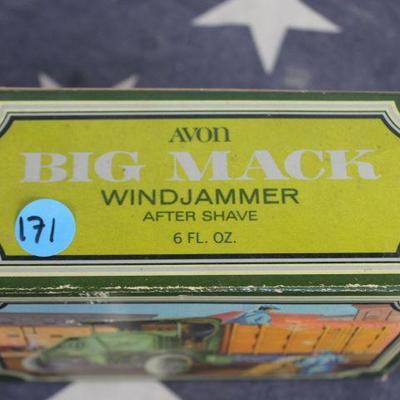 AVON
BIG MACK
WINDJAMMER
AFTER SHAVE
6 FL. OZ.
171